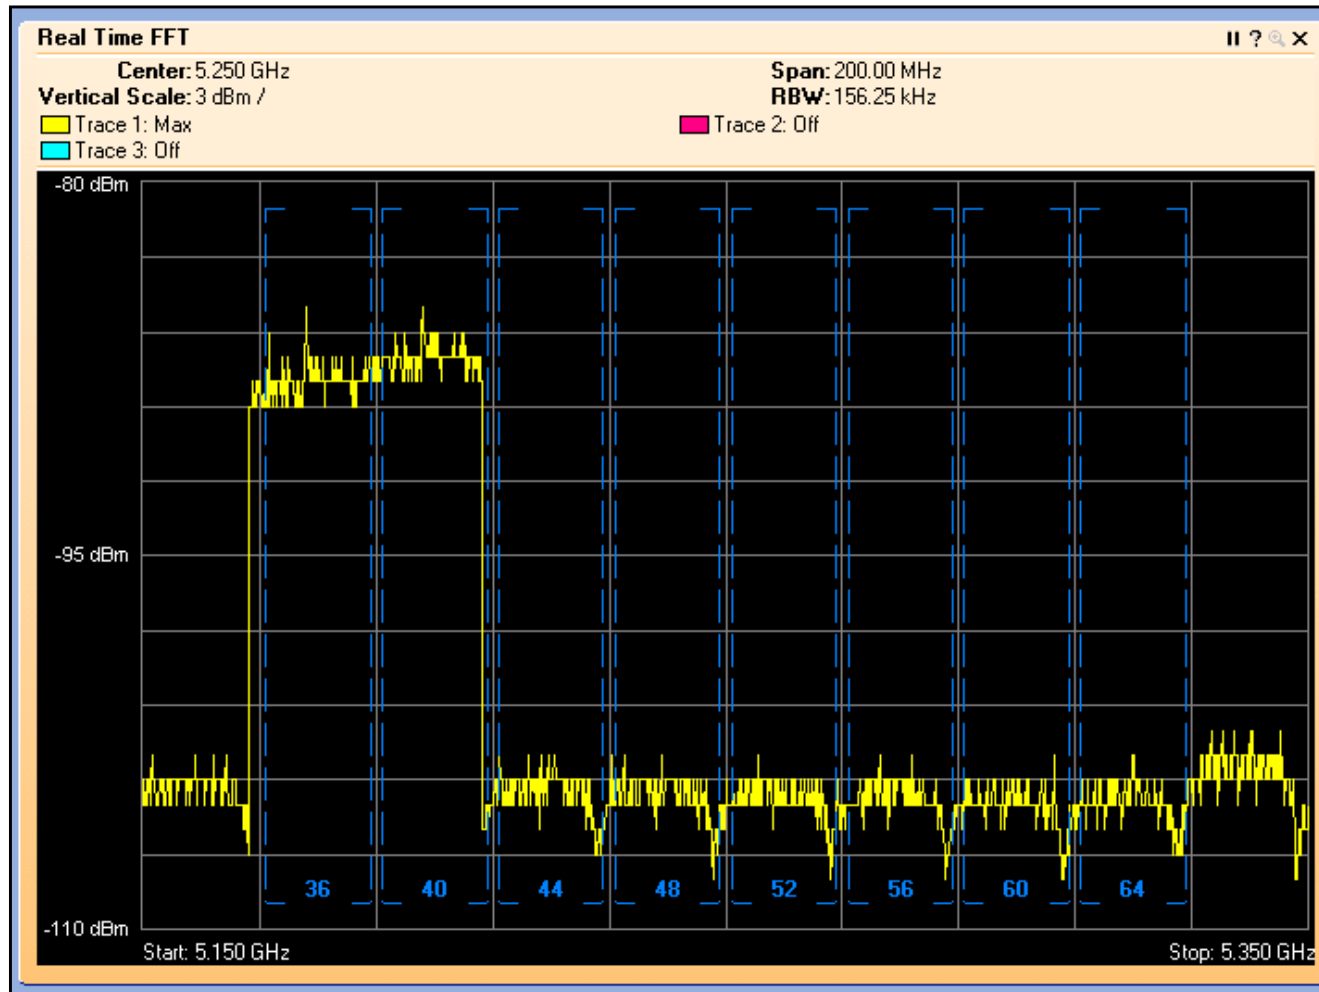 Real Time FFT
Center: 5.250 GHz Span: 200.00 MHz
Vertical Scale: 3 dBm / RBW: 156.25 kHz
Trace 1: Max Trace 2: Off
Trace 3: Off
-80 dBm
-95 dBm
36 40 44 48 52 56 60 64
-110 dBm
Start: 5.150 GHz Stop: 5.350 GHz